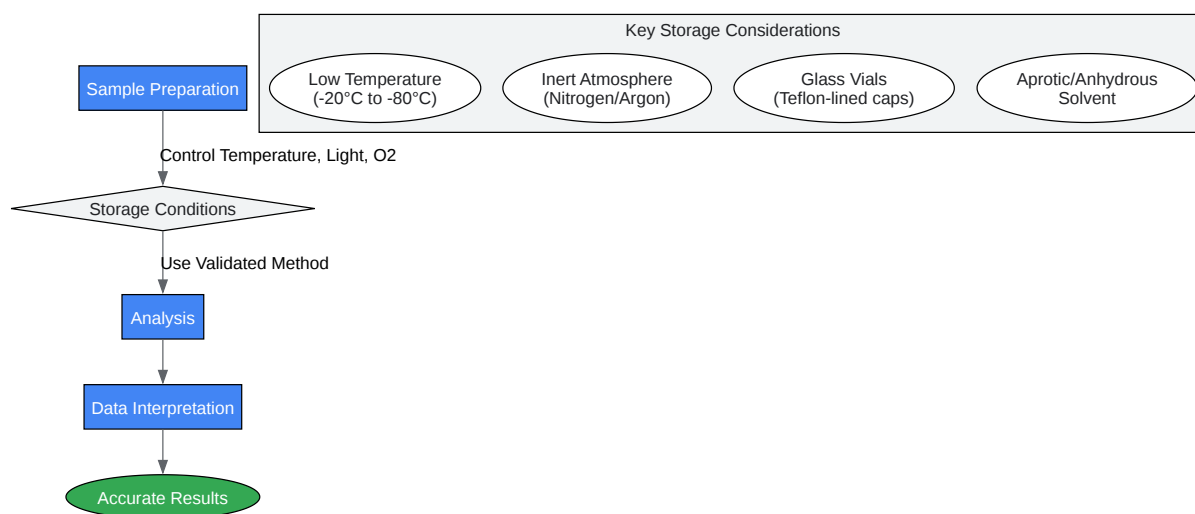 Key Storage Considerations
Sample Preparation
Low Temperature
(-20°C to -80°C)
Inert Atmosphere
(Nitrogen/Argon)
Glass Vials
(Teflon-lined caps)
Aprotic/Anhydrous
Solvent
Control Temperature, Light, O2
Storage Conditions
Use Validated Method
Analysis
Data Interpretation
Accurate Results